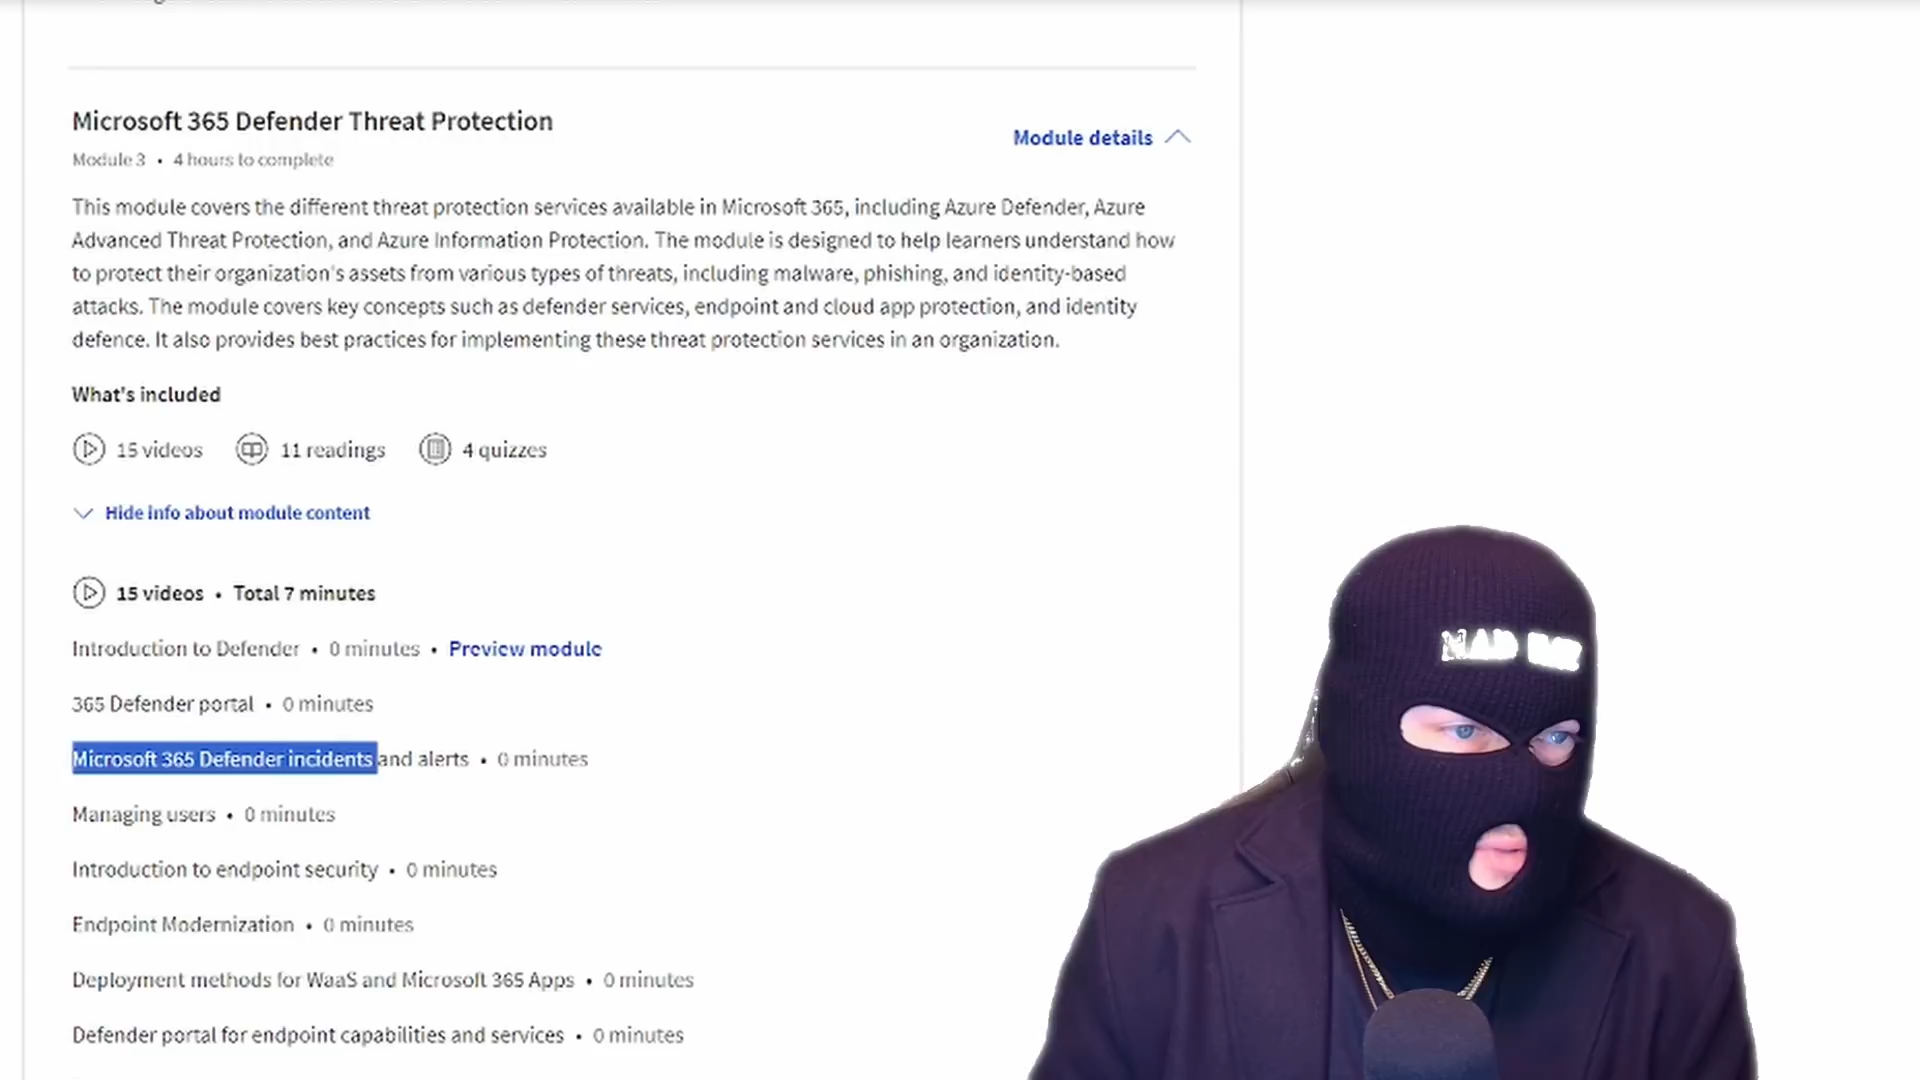 Microsoft 365 Defender Threat Protection
Module details
Module 3 • 4 hours to complete
This module covers the different threat protection services available in Microsoft 365, including Azure Defender, Azure
Advanced Threat Protection, and Azure Information Protection. The module is designed to help learners understand how
to protect their organization's assets from various types of threats, including malware, phishing, and identity-based
attacks. The module covers key concepts such as defender services, endpoint and cloud app protection, and identity
defence. It also provides best practices for implementing these threat protection services in an organization.
What's included
15 videos 11 readings 4 quizzes
Hide info about module content
15 videos • Total 7 minutes
Introduction to Defender • 0 minutes • Preview module
365 Defender portal • 0 minutes
Microsoft 365 Defender incidents and alerts • 0 minutes
Managing users • 0 minutes
Introduction to endpoint security • 0 minutes
Endpoint Modernization • 0 minutes
Deployment methods for WaaS and Microsoft 365 Apps • 0 minutes
Defender portal for endpoint capabilities and services • 0 minutes